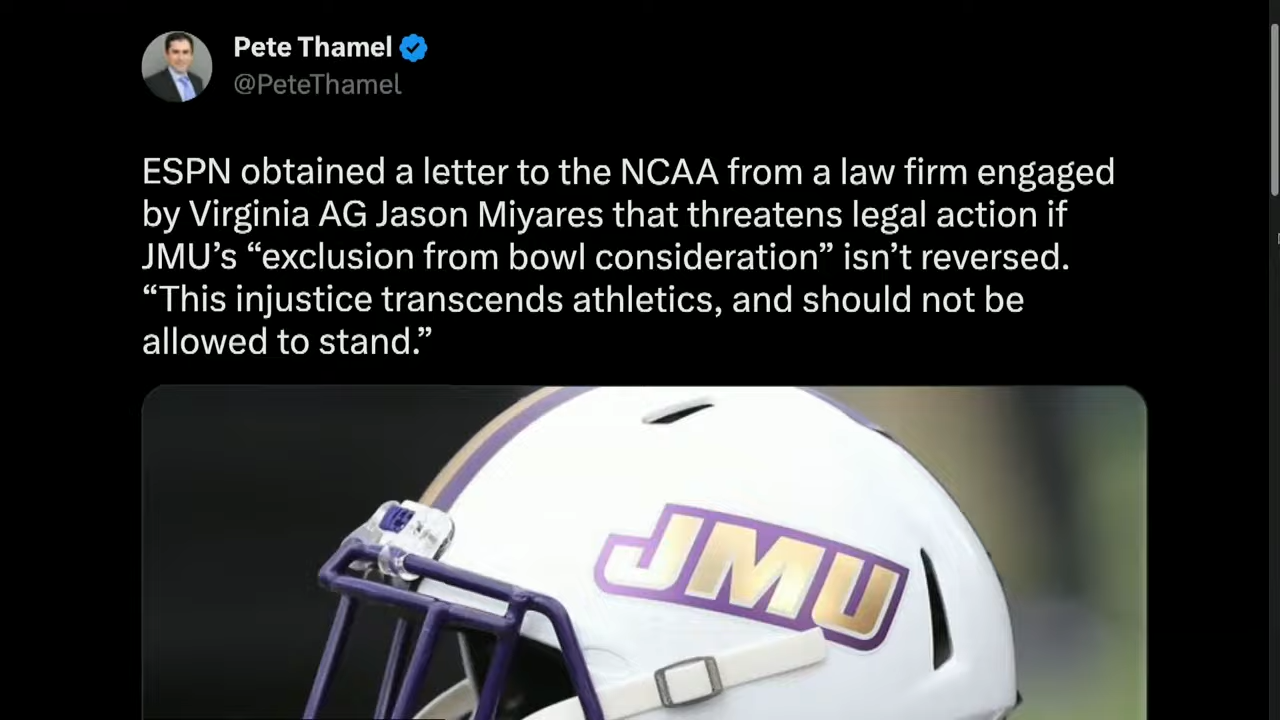 Pete Thamel
@PeteThamel
ESPN obtained a letter to the NCAA from a law firm engaged
by Virginia AG Jason Miyares that threatens legal action if
JMU’s “exclusion from bowl consideration” isn’t reversed.
“This injustice transcends athletics, and should not be
allowed to stand.”
JMU